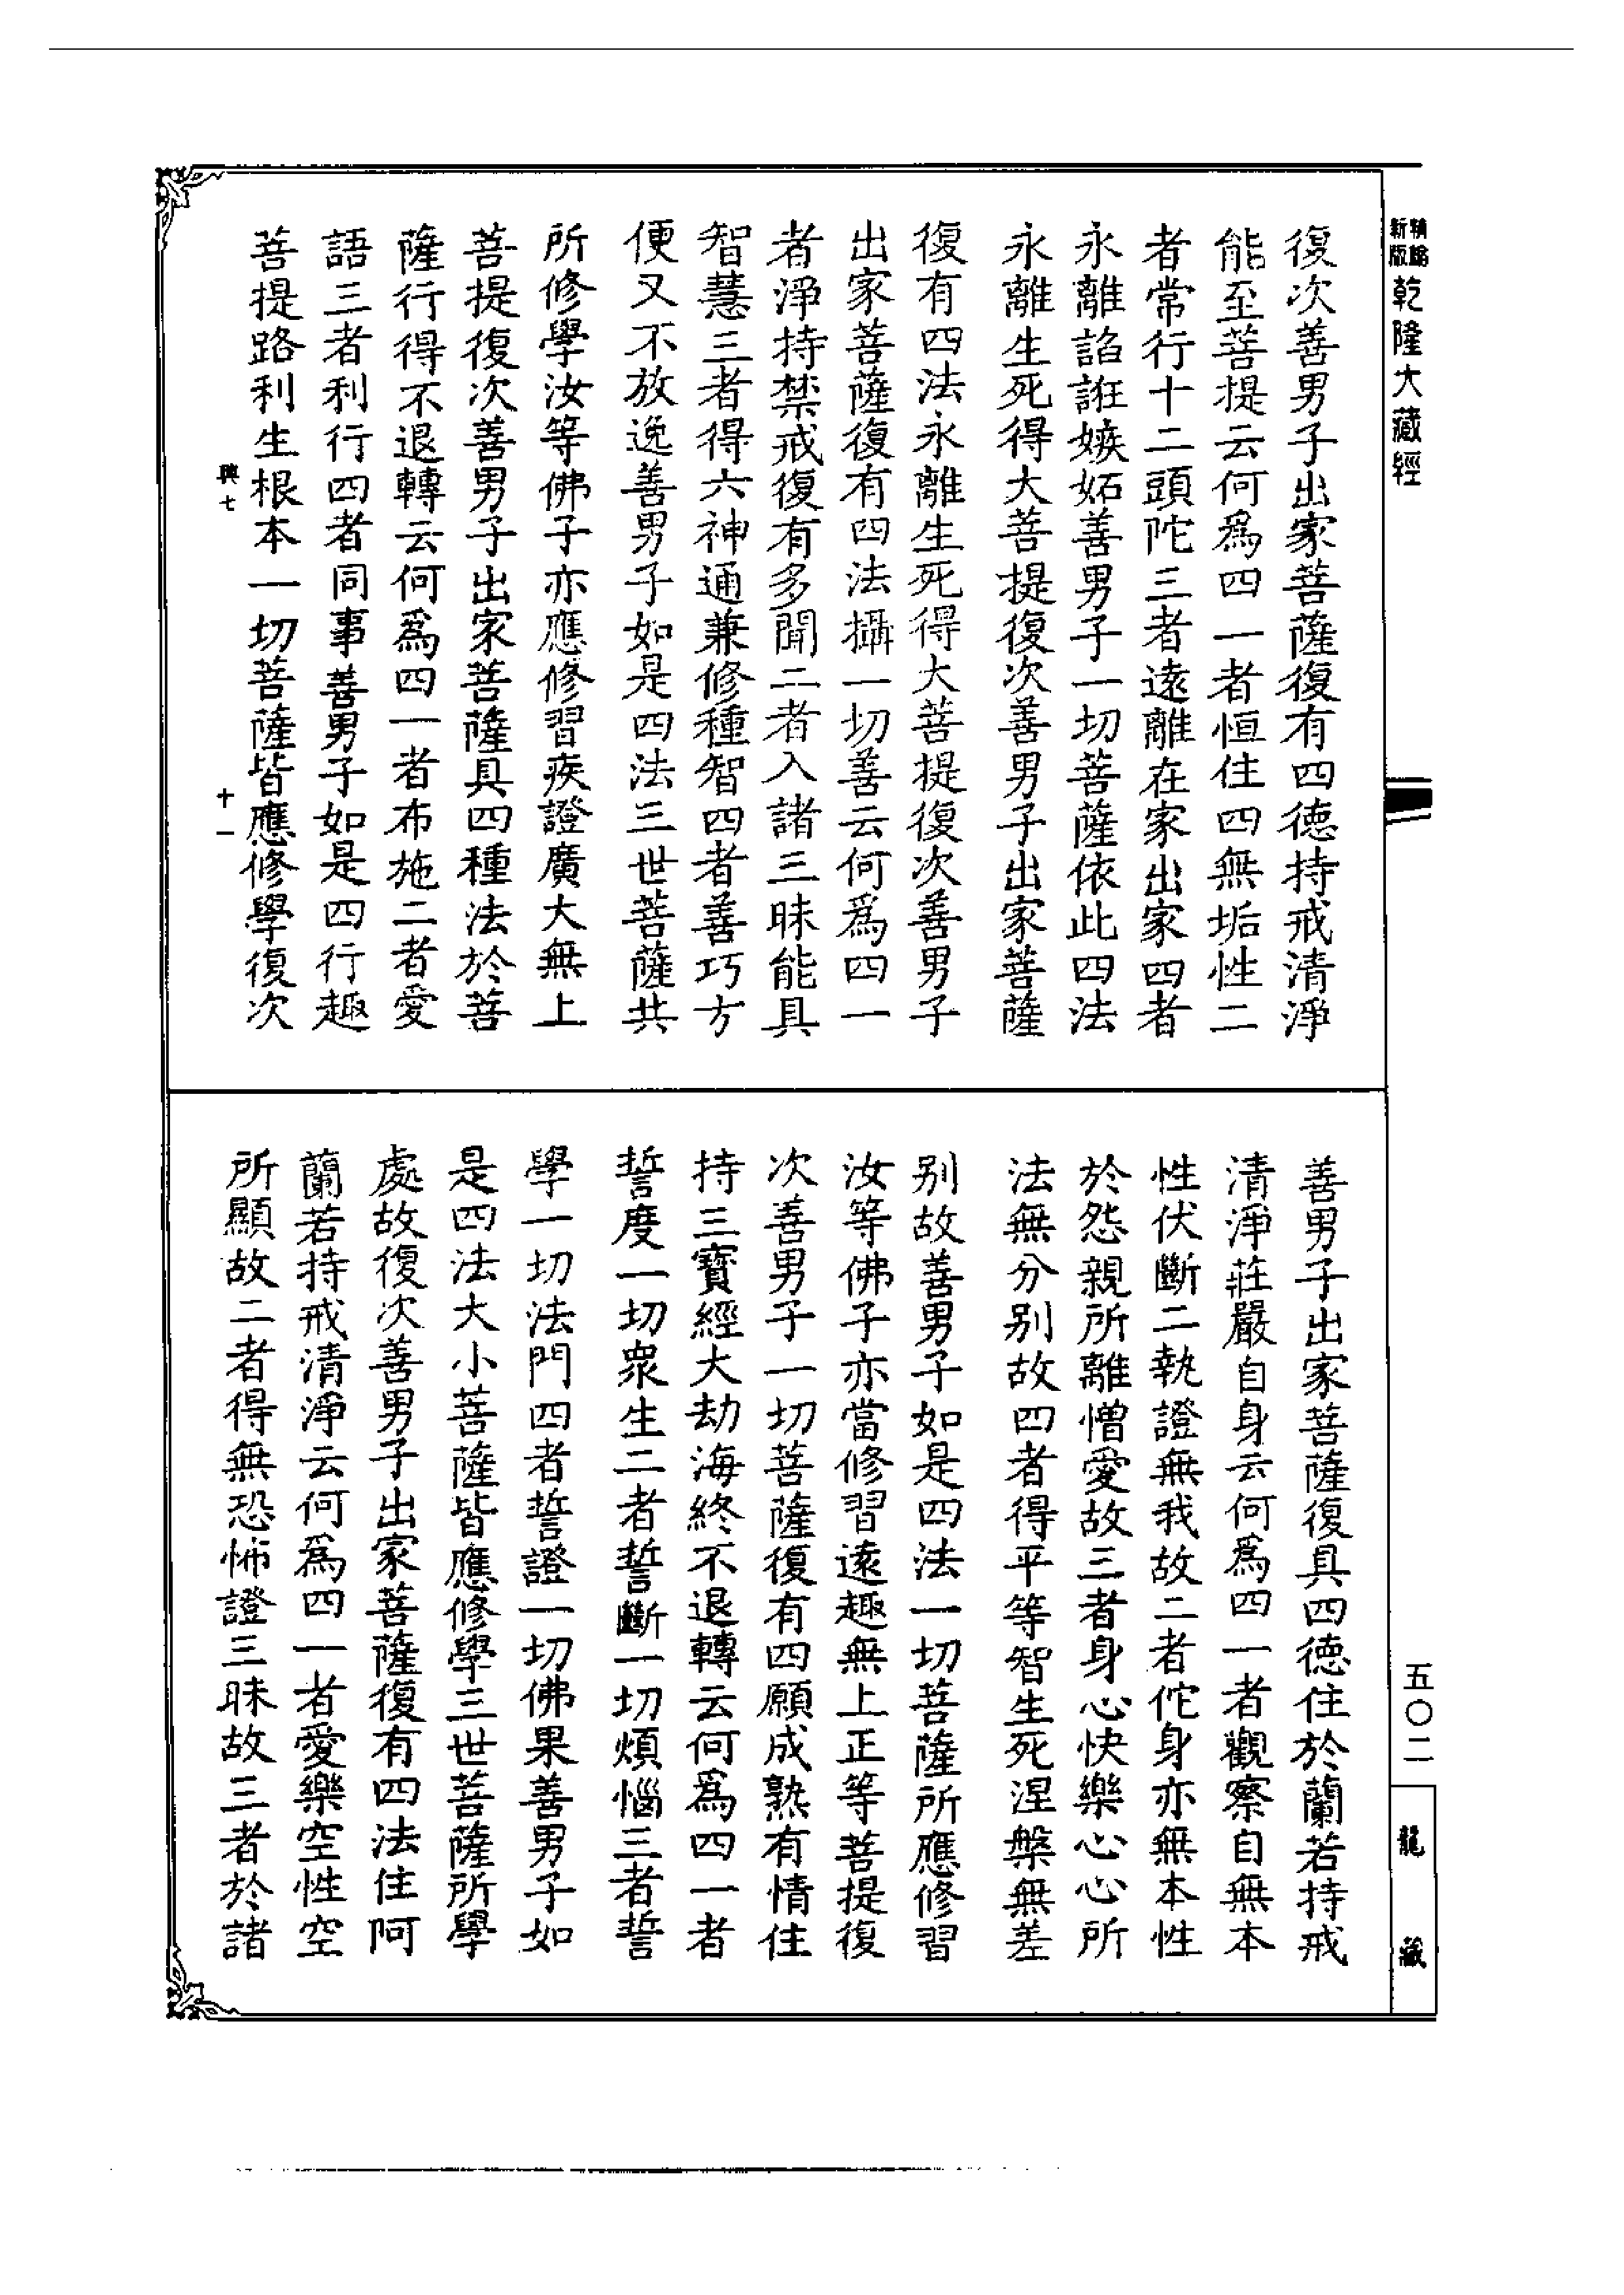 精縮
新版
乾隆大藏經
復次善男子出家菩薩復有四德持戒清淨
能至菩提云何爲四一者恒住四無垢性二
者常行十二頭陀三者遠離在家出家四者
永離諂誑嫉妬善男子一切菩薩依此四法
永離生死得大菩提復次善男子出家菩薩
復有四法永離生死得大菩提復次善男子
出家菩薩復有四法攝一切善云何爲四一
者淨持禁戒復有多聞二者入諸三昧能具
智慧三者得六神通兼修種智四者善巧方
便又不放逸善男子如是四法三世菩薩共
所修學汝等佛子亦應修習疾證廣大無上
菩提復次善男子出家菩薩具四種法於菩
薩行得不退轉云何爲四一者布施二者愛
語三者利行四者同事善男子如是四行趣
菩提路利生根本一切菩薩皆應修學復次
興七
十一
善男子出家菩薩復具四德住於蘭若持戒
清淨莊嚴自身云何爲四一者觀察自無本
性伏斷二執證無我故二者佗身亦無本性
於怨親所離憎愛故三者身心快樂心心所
法無分别故四者得平等智生死涅槃無差
别故善男子如是四法一切菩薩所應修習
汝等佛子亦當修習遠趣無上正等菩提復
次善男子一切菩薩復有四願成熟有情住
持三寳經大劫海終不退轉云何爲四一者
誓度一切衆生二者誓斷一切煩惱三者誓
學一切法門四者誓證一切佛果善男子如
是四法大小菩薩皆應修學三世菩薩所學
處故復次善男子出家菩薩復有四法住阿
蘭若持戒清淨云何爲四一者愛樂空性空
所顯故二者得無恐怖證三昧故三者於諸
五〇二
龍藏